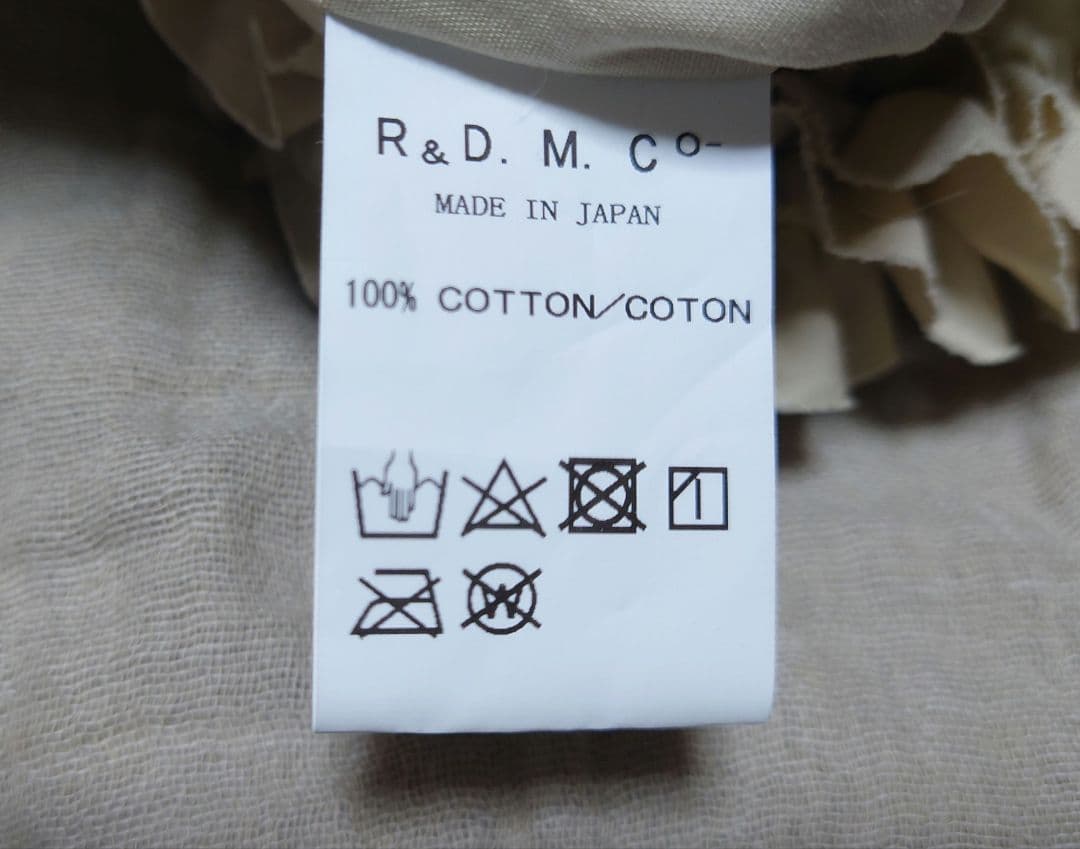 R & D. M. Co-
MADE IN JAPAN
100% COTTON/COTON
W